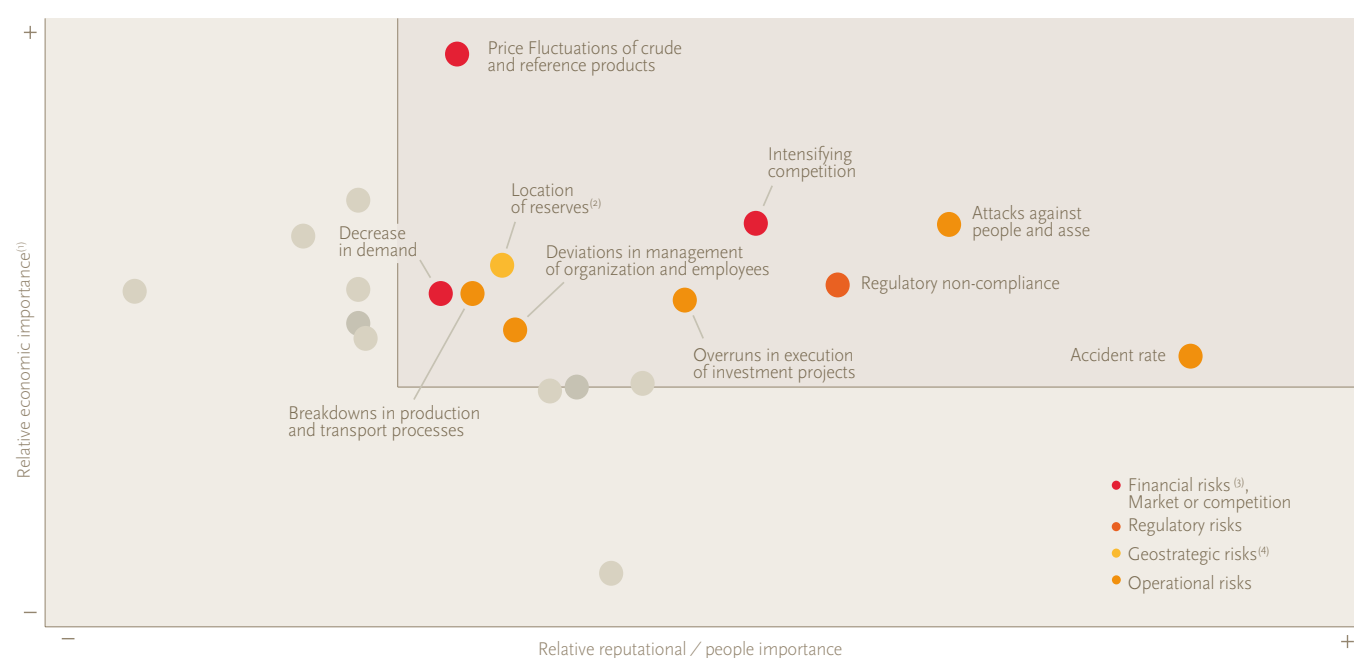 +
Price Fluctuations of crude
and reference products
Intensifying
competition
Location
of reserves(2)
Attacks against
people and asse
Decrease
in demand
Deviations in management
of organization and employees
Regulatory non-compliance
Overruns in execution
of investment projects
Accident rate
Breakdowns in production
and transport processes
Relative economic importance(1)
Financial risks (3),
Market or competition
Regulatory risks
Geostrategic risks(4)
Operational risks
–
–
+
Relative reputational / people importance